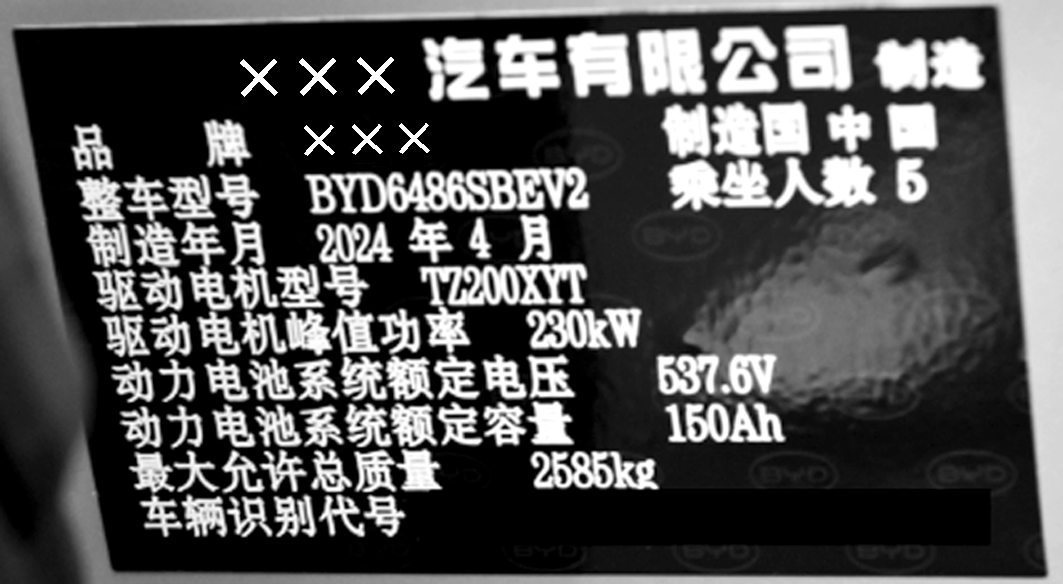 ××× 汽车有限公司 制造
品牌 ××× 制造国 中国
整车型号 BYD6486SBEV2 乘坐人数 5
制造年月 2024 年 4 月
驱动电机型号 TZ200XYT
驱动电机峰值功率 230kW
动力电池系统额定电压 537.6V
动力电池系统额定容量 150Ah
最大允许总质量 2585kg
车辆识别代号